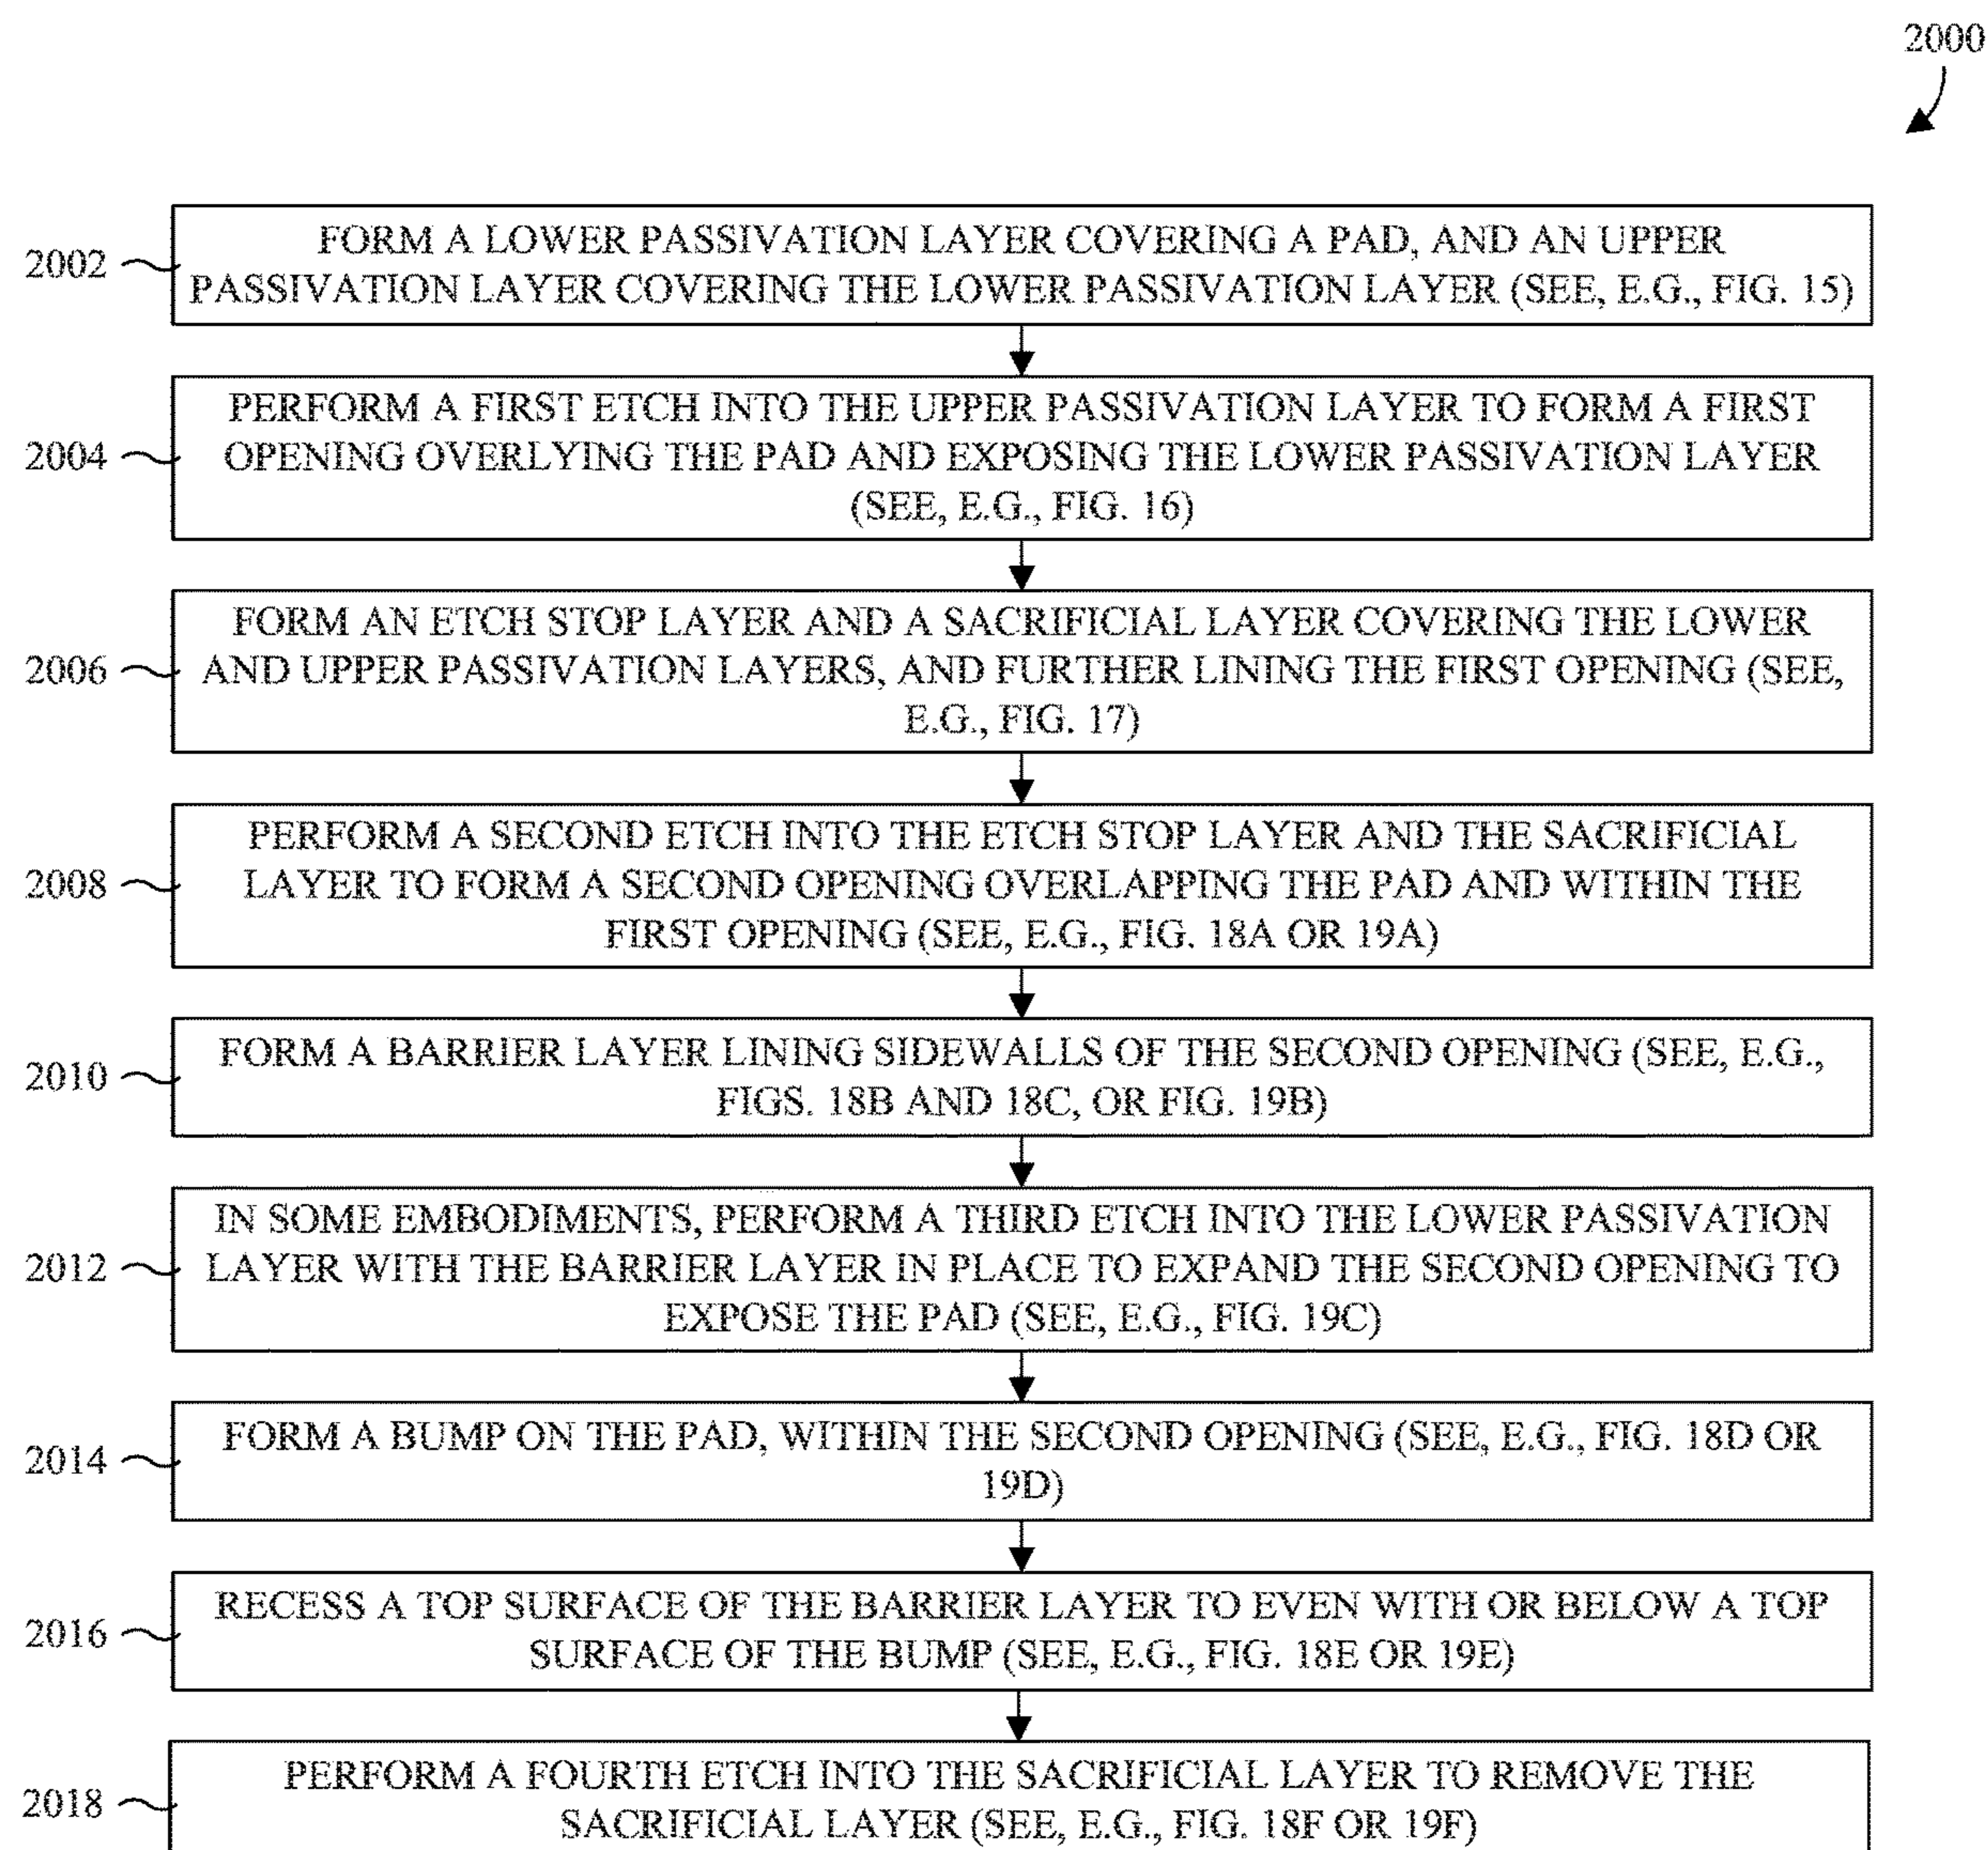 2000
2002
FORM A LOWER PASSIVATION LAYER COVERING A PAD, AND AN UPPER
PASSIVATION LAYER COVERING THE LOWER PASSIVATION LAYER (SEE, E.G., FIG. 15)
2004
PERFORM A FIRST ETCH INTO THE UPPER PASSIVATION LAYER TO FORM A FIRST
OPENING OVERLYING THE PAD AND EXPOSING THE LOWER PASSIVATION LAYER
(SEE, E.G., FIG. 16)
2006
FORM AN ETCH STOP LAYER AND A SACRIFICIAL LAYER COVERING THE LOWER
AND UPPER PASSIVATION LAYERS, AND FURTHER LINING THE FIRST OPENING (SEE,
E.G., FIG. 17)
2008
PERFORM A SECOND ETCH INTO THE ETCH STOP LAYER AND THE SACRIFICIAL
LAYER TO FORM A SECOND OPENING OVERLAPPING THE PAD AND WITHIN THE
FIRST OPENING (SEE, E.G., FIG. 18A OR 19A)
2010
FORM A BARRIER LAYER LINING SIDEWALLS OF THE SECOND OPENING (SEE, E.G.,
FIGS. 18B AND 18C, OR FIG. 19B)
2012
IN SOME EMBODIMENTS, PERFORM A THIRD ETCH INTO THE LOWER PASSIVATION
LAYER WITH THE BARRIER LAYER IN PLACE TO EXPAND THE SECOND OPENING TO
EXPOSE THE PAD (SEE, E.G., FIG. 19C)
2014
FORM A BUMP ON THE PAD, WITHIN THE SECOND OPENING (SEE, E.G., FIG. 18D OR
19D)
2016
RECESS A TOP SURFACE OF THE BARRIER LAYER TO EVEN WITH OR BELOW A TOP
SURFACE OF THE BUMP (SEE, E.G., FIG. 18E OR 19E)
2018
PERFORM A FOURTH ETCH INTO THE SACRIFICIAL LAYER TO REMOVE THE
SACRIFICIAL LAYER (SEE, E.G., FIG. 18F OR 19F)